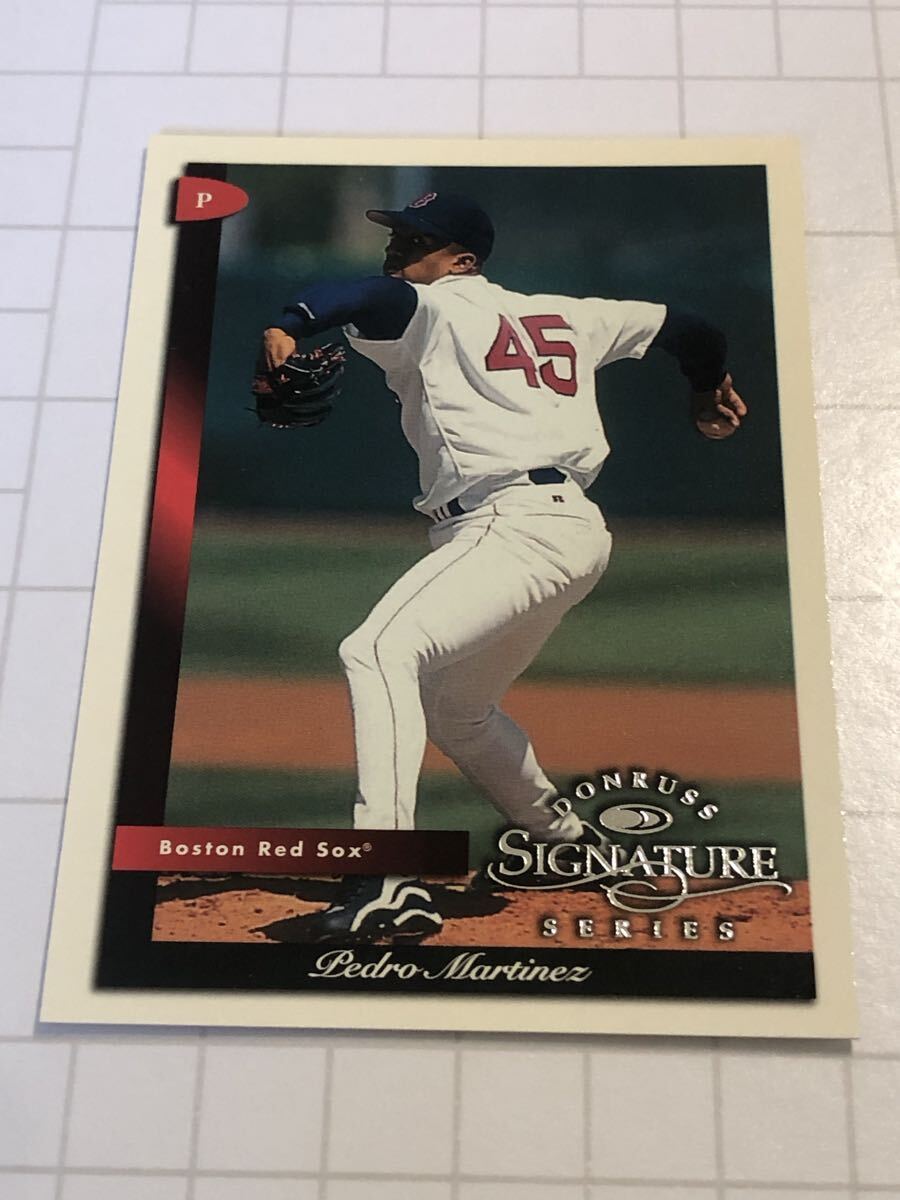 P
B
45
R
DONRUSS
SIGNATURE
SERIES
Boston Red Sox®
Pedro Martinez